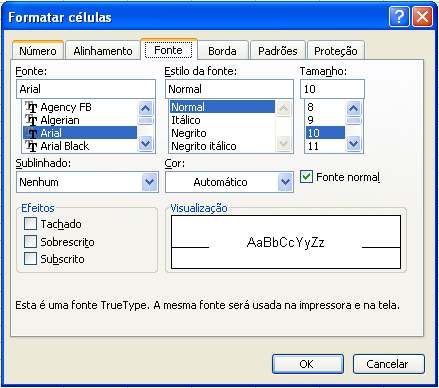 Formatar células
Número Alinhamento Fonte Borda Padrões Proteção
Fonte: Estilo da fonte: Tamanho:
Arial Normal 10
Agency FB Normal 8
Algerian Itálico 9
Arial Negrito 10
Arial Black Negrito itálico 11
Sublinhado: Cor:
Nenhum Automático Fonte normal
Efeitos Visualização
Tachado
Sobrescrito AaBbCcYyZz
Subscrito
Esta é uma fonte TrueType. A mesma fonte será usada na impressora e na tela.
OK Cancelar